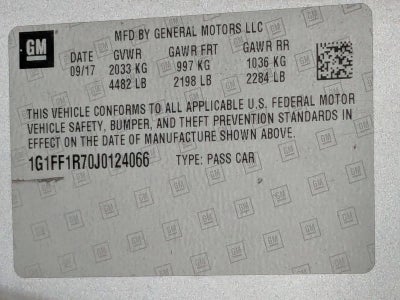 GM
MFD BY GENERAL MOTORS LLC
DATE GVWR GAWR FRT GAWR RR
09/17 2033 KG 997 KG 1036 KG
4482 LB 2198 LB 2284 LB
THIS VEHICLE CONFORMS TO ALL APPLICABLE U.S. FEDERAL MOTOR
VEHICLE SAFETY, BUMPER, AND THEFT PREVENTION STANDARDS IN
EFFECT ON THE DATE OF MANUFACTURE SHOWN ABOVE.
1G1FF1R70J0124066 TYPE: PASS CAR